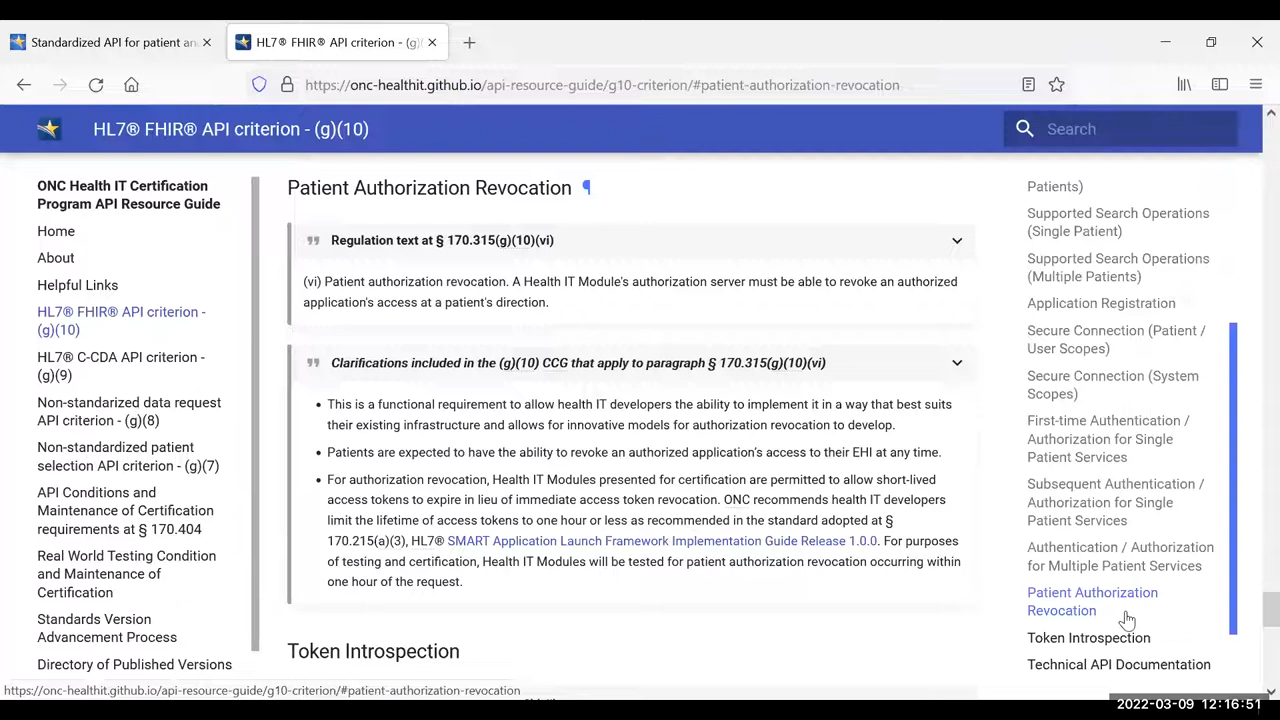 Standardized API for patient an
HL7® FHIR® API criterion - (g)(
https://onc-healthit.github.io/api-resource-guide/g10-criterion/#patient-authorization-revocation
HL7® FHIR® API criterion - (g)(10)
Search
ONC Health IT Certification
Program API Resource Guide
Home
About
Helpful Links
HL7® FHIR® API criterion -
(g)(10)
HL7® C-CDA API criterion -
(g)(9)
Non-standarized data request
API criterion - (g)(8)
Non-standardized patient
selection API criterion - (g)(7)
API Conditions and
Maintenance of Certification
requirements at § 170.404
Real World Testing Condition
and Maintenance of
Certification
Standards Version
Advancement Process
Directory of Published Versions
Patient Authorization Revocation ¶
Regulation text at § 170.315(g)(10)(vi)
(vi) Patient authorization revocation. A Health IT Module's authorization server must be able to revoke an authorized
application's access at a patient's direction.
Clarifications included in the (g)(10) CCG that apply to paragraph § 170.315(g)(10)(vi)
• This is a functional requirement to allow health IT developers the ability to implement it in a way that best suits
their existing infrastructure and allows for innovative models for authorization revocation to develop.
• Patients are expected to have the ability to revoke an authorized application's access to their EHI at any time.
• For authorization revocation, Health IT Modules presented for certification are permitted to allow short-lived
access tokens to expire in lieu of immediate access token revocation. ONC recommends health IT developers
limit the lifetime of access tokens to one hour or less as recommended in the standard adopted at §
170.215(a)(3), HL7® SMART Application Launch Framework Implementation Guide Release 1.0.0. For purposes
of testing and certification, Health IT Modules will be tested for patient authorization revocation occurring within
one hour of the request.
Token Introspection
Patients)
Supported Search Operations
(Single Patient)
Supported Search Operations
(Multiple Patients)
Application Registration
Secure Connection (Patient /
User Scopes)
Secure Connection (System
Scopes)
First-time Authentication /
Authorization for Single
Patient Services
Subsequent Authentication /
Authorization for Single
Patient Services
Authentication / Authorization
for Multiple Patient Services
Patient Authorization
Revocation
Token Introspection
Technical API Documentation
https://onc-healthit.github.io/api-resource-guide/g10-criterion/#patient-authorization-revocation
2022-03-09 12:16:51